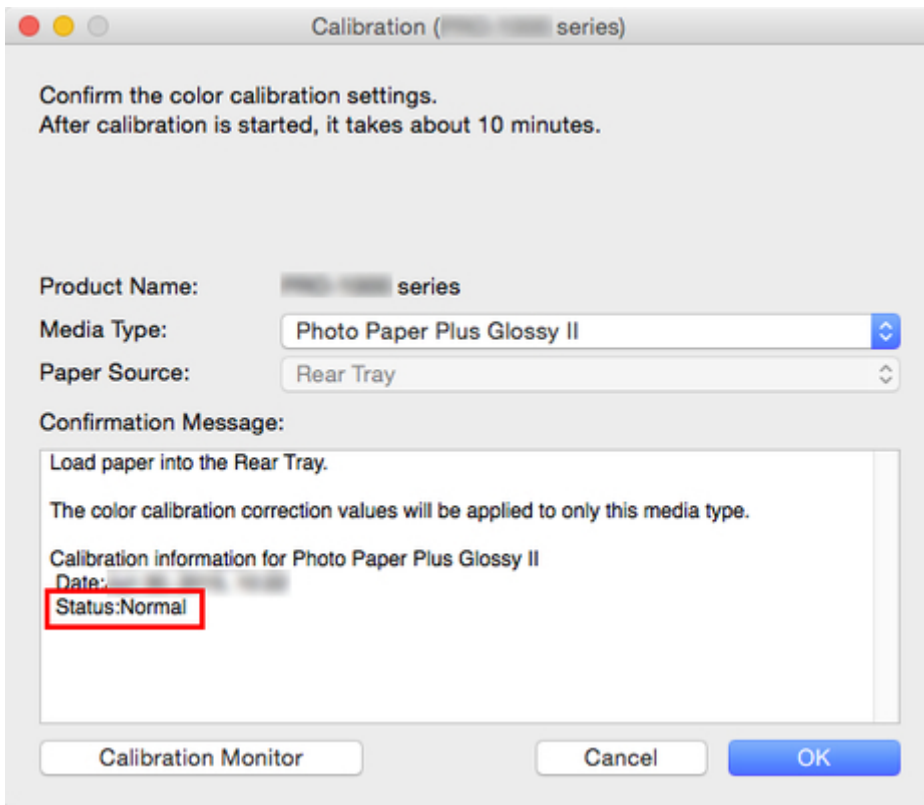 Calibration ( series)
Confirm the color calibration settings.
After calibration is started, it takes about 10 minutes.
Product Name: series
Media Type: Photo Paper Plus Glossy II
Paper Source: Rear Tray
Confirmation Message:
Load paper into the Rear Tray.
The color calibration correction values will be applied to only this media type.
Calibration information for Photo Paper Plus Glossy II
Date:
Status:Normal
Calibration Monitor Cancel OK